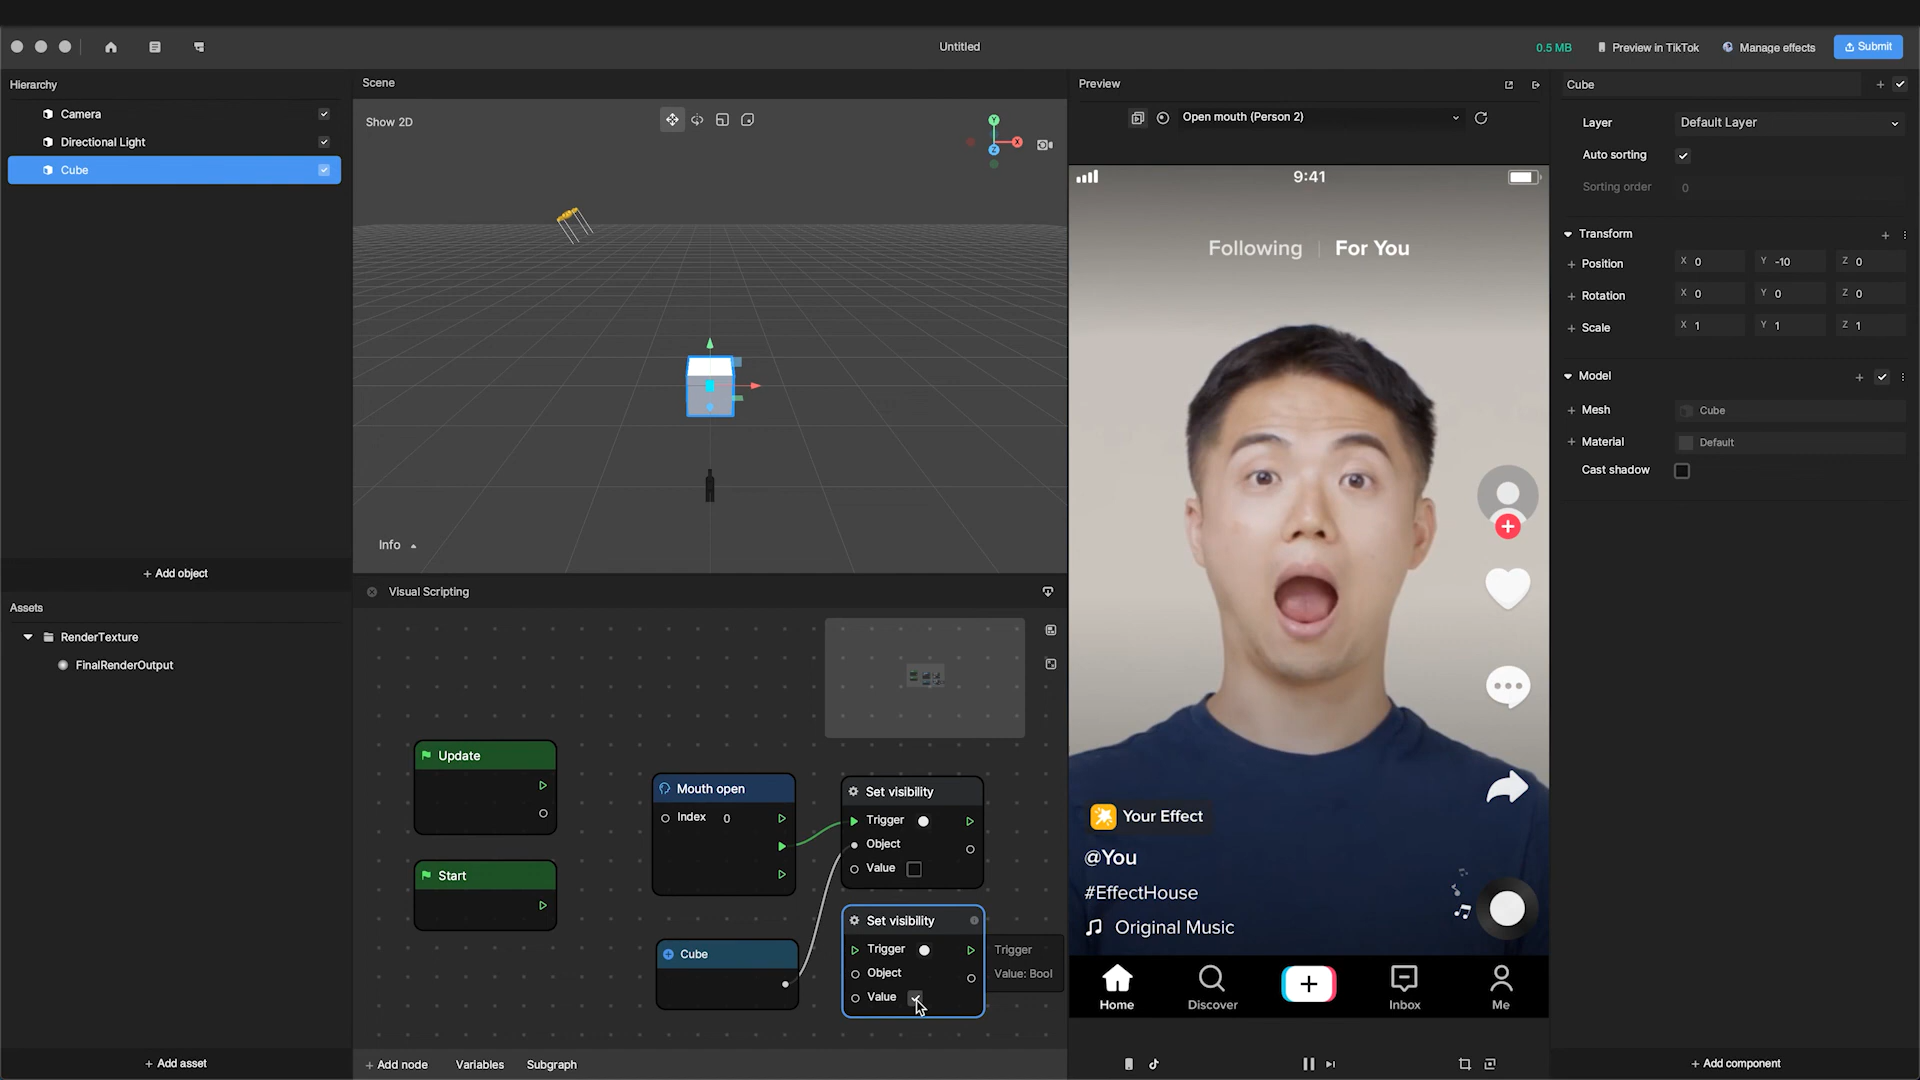 Untitled
0.5 MB
Preview in TikTok
Manage effects
Submit
Hierarchy
Camera
Directional Light
Cube
+ Add object
Assets
RenderTexture
FinalRenderOutput
+ Add asset
Scene
Show 2D
Y
X
Z
Info
Visual Scripting
Update
Start
Mouth open
Index 0
Cube
Set visibility
Trigger
Object
Value
Set visibility
Trigger
Object
Value
Trigger
Value: Bool
+ Add node
Variables
Subgraph
Preview
Open mouth (Person 2)
9:41
Following
For You
Your Effect
@You
#EffectHouse
Original Music
Home
Discover
Inbox
Me
Cube
Layer Default Layer
Auto sorting
Sorting order 0
Transform
Position X 0 Y -10 Z 0
Rotation X 0 Y 0 Z 0
Scale X 1 Y 1 Z 1
Model
Mesh Cube
Material Default
Cast shadow
+ Add component